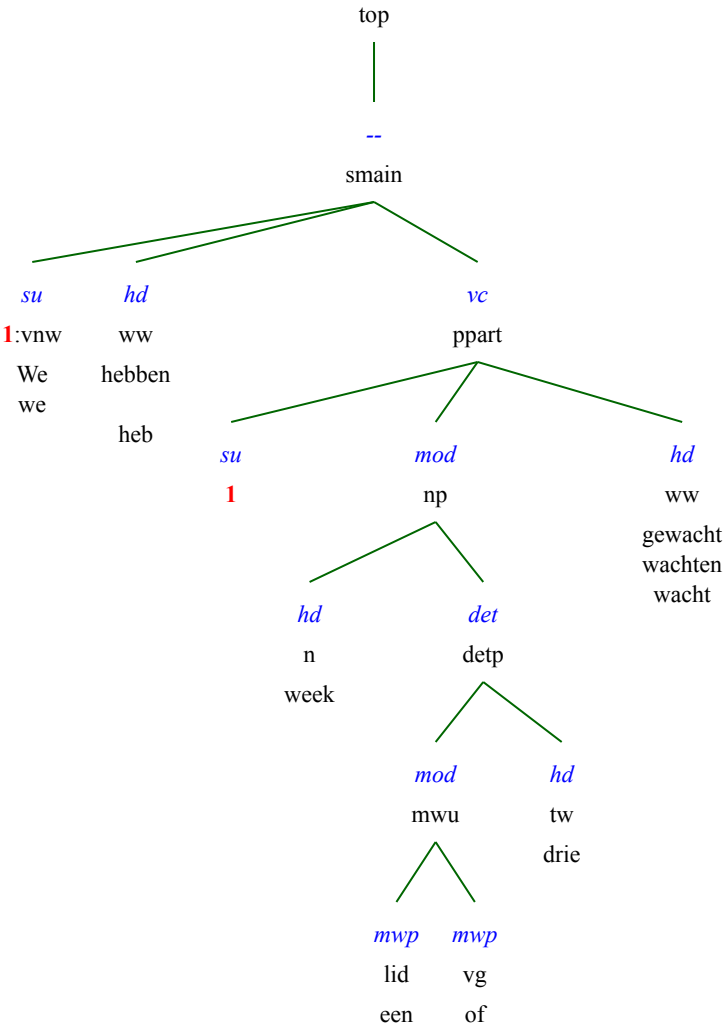 top
--
smain
su hd vc
1:vnw ww ppart
We hebben
we
heb
su mod hd
1 np ww
gewacht
wachten
wacht
hd det
n detp
week
mod hd
mwu tw
drie
mwp mwp
lid vg
een of